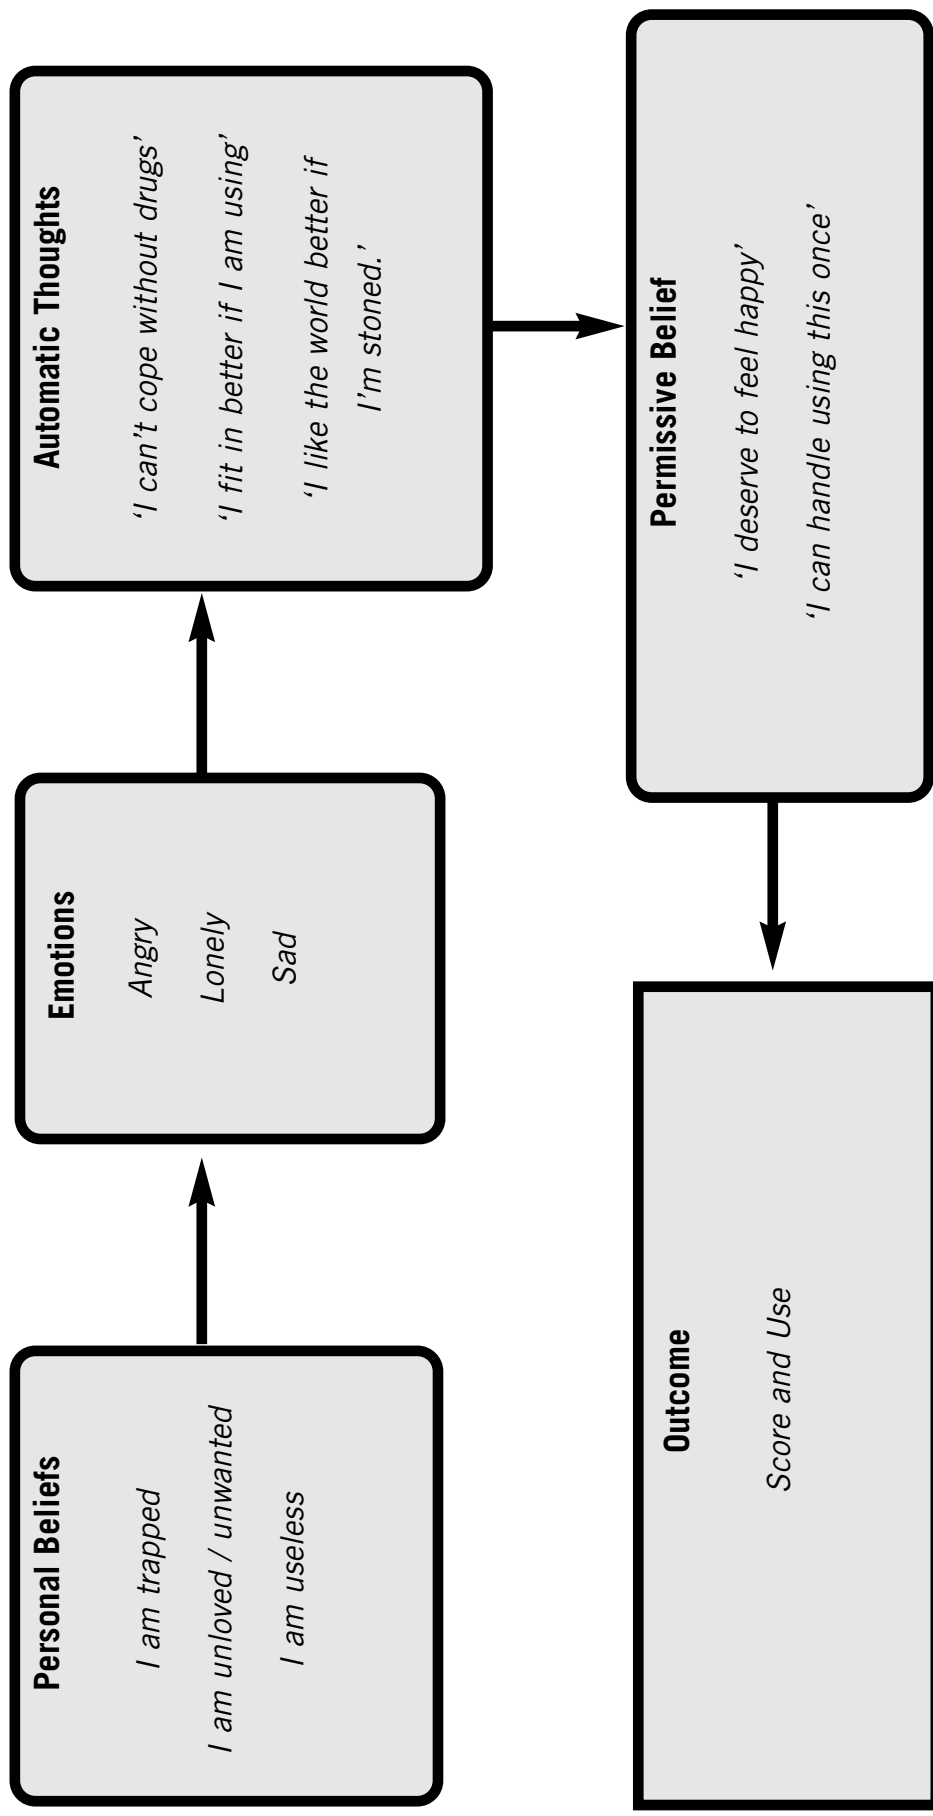 Personal Beliefs
I am trapped
I am unloved / unwanted
I am useless
Emotions
Angry
Lonely
Sad
Automatic Thoughts
‘I can’t cope without drugs’
‘I fit in better if I am using’
‘I like the world better if
I’m stoned.’
Permissive Belief
‘I deserve to feel happy’
‘I can handle using this once’
Outcome
Score and Use